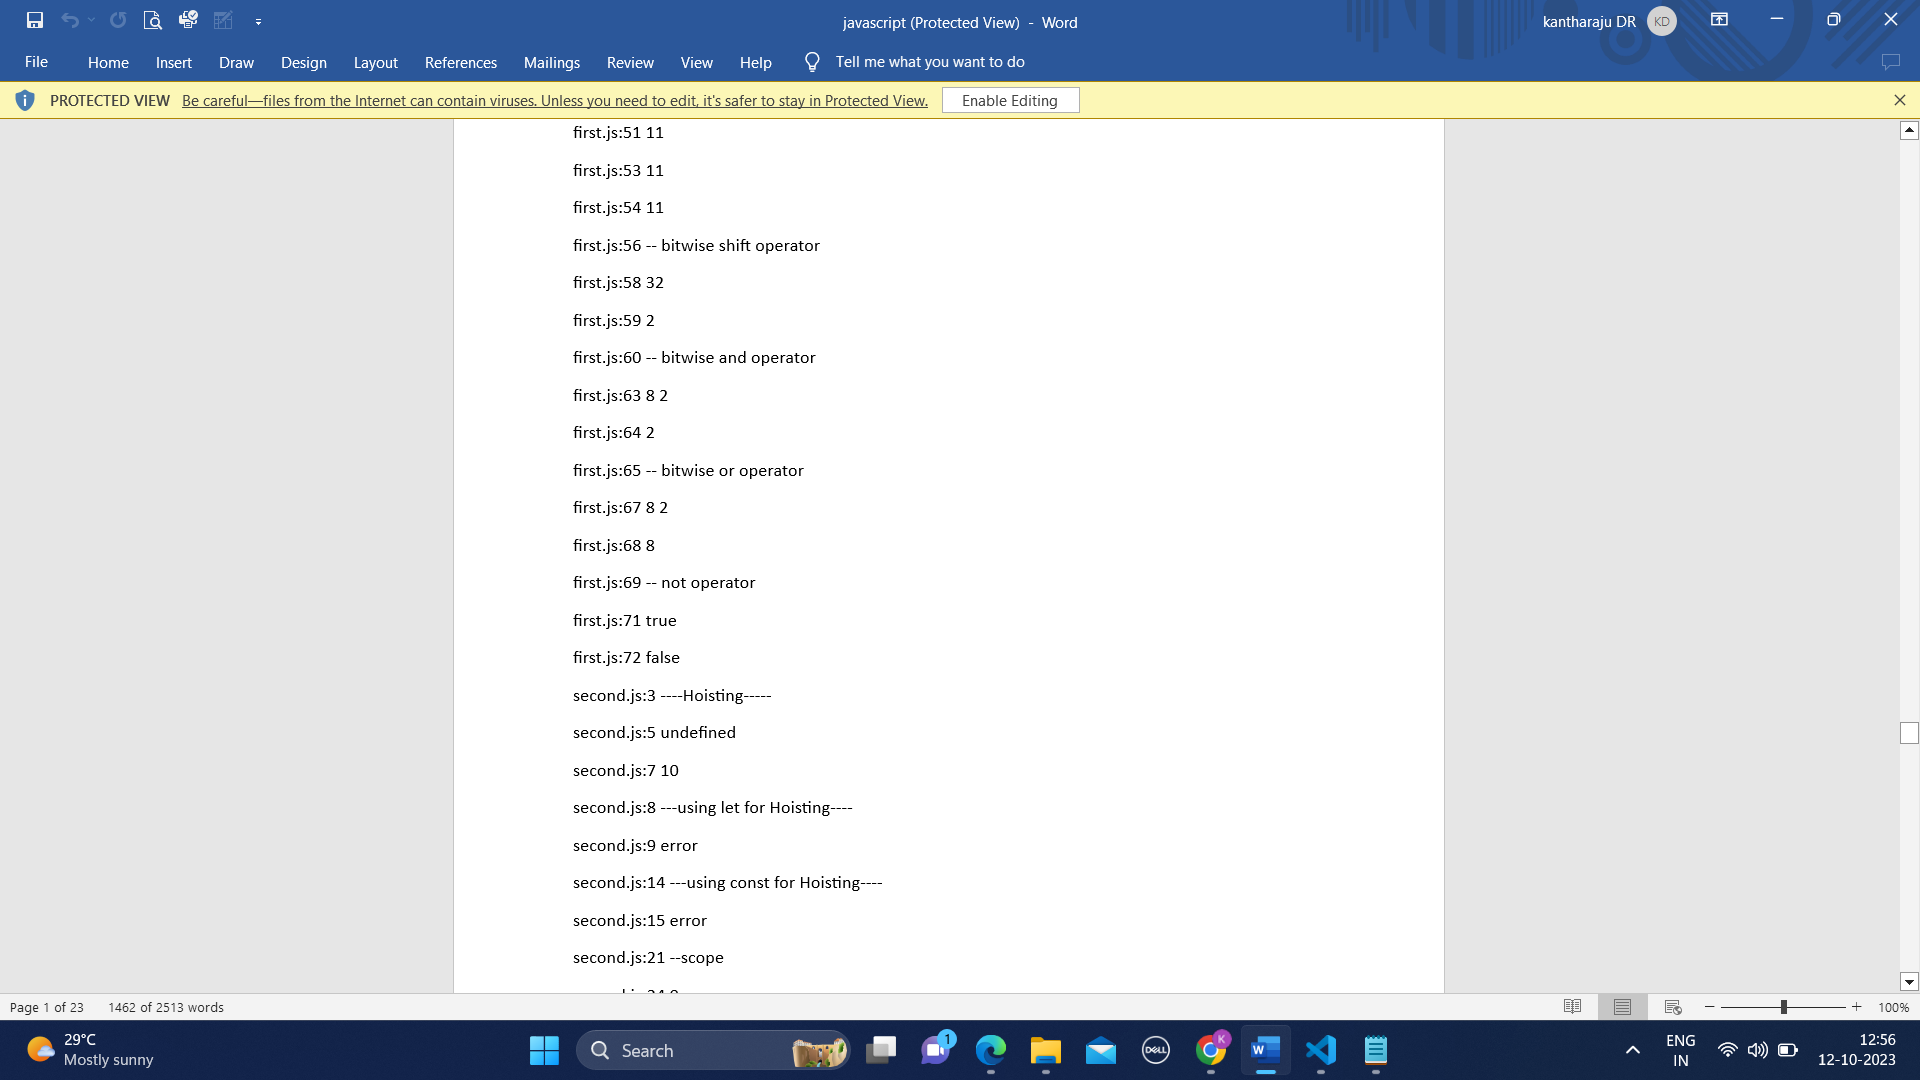 javascript (Protected View) - Word
kantharaju DR
KD
File
Home
Insert
Draw
Design
Layout
References
Mailings
Review
View
Help
Tell me what you want to do
PROTECTED VIEW
Be careful—files from the Internet can contain viruses. Unless you need to edit, it's safer to stay in Protected View.
Enable Editing
first.js:51 11
first.js:53 11
first.js:54 11
first.js:56 -- bitwise shift operator
first.js:58 32
first.js:59 2
first.js:60 -- bitwise and operator
first.js:63 8 2
first.js:64 2
first.js:65 -- bitwise or operator
first.js:67 8 2
first.js:68 8
first.js:69 -- not operator
first.js:71 true
first.js:72 false
second.js:3 ----Hoisting-----
second.js:5 undefined
second.js:7 10
second.js:8 ---using let for Hoisting----
second.js:9 error
second.js:14 ---using const for Hoisting----
second.js:15 error
second.js:21 --scope
Page 1 of 23
1462 of 2513 words
100%
29°C
Mostly sunny
Search
1
DELL
K
W
ENG
IN
12:56
12-10-2023